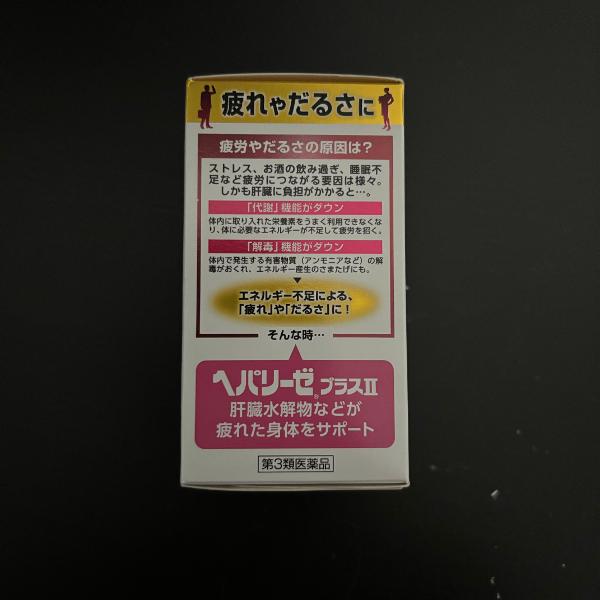 疲れやだるさに
疲労やだるさの原因は？
ストレス、お酒の飲み過ぎ、睡眠不
足など疲労につながる要因は様々。
しかも肝臓に負担がかかると…。
「代謝」機能がダウン
体内に取り入れた栄養素をうまく利用できなくな
り、体に必要なエネルギーが不足して疲労を招く。
「解毒」機能がダウン
体内で発生する有害物質（アンモニアなど）の解
毒がおくれ、エネルギー産生のさまたげにも。
エネルギー不足による、
「疲れ」や「だるさ」に！
そんな時…
ヘパリーゼ® プラスⅡ
肝臓水解物などが
疲れた身体をサポート
第3類医薬品